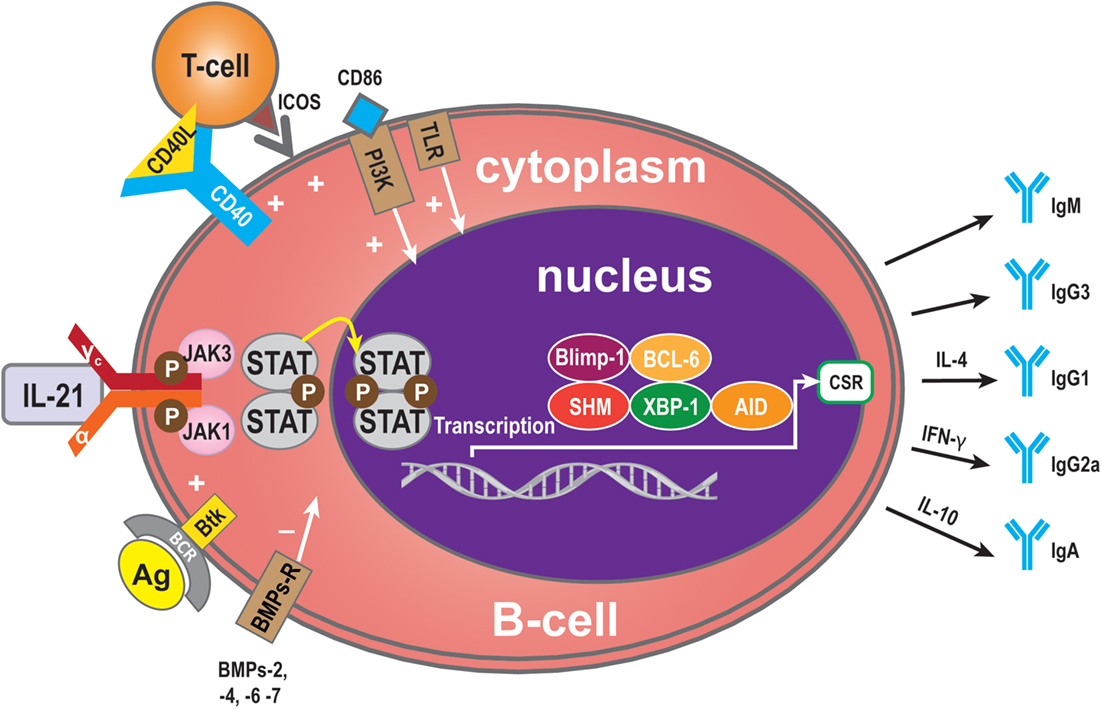 T-cell
ICOS
CD86
CD40L
CD40
PI3K
TLR
cytoplasm
+
+
+
+
nucleus
IgM
IgG3
IL-4
IgG1
IFN-γ
IgG2a
IL-10
IgA
IL-21
γc
α
P
P
JAK3
JAK1
STAT
P
STAT
STAT
P
P
STAT
Blimp-1
BCL-6
SHM
XBP-1
AID
CSR
Transcription
+
Btk
BCR
Ag
–
BMPs-R
BMPs-2,
-4, -6 -7
B-cell